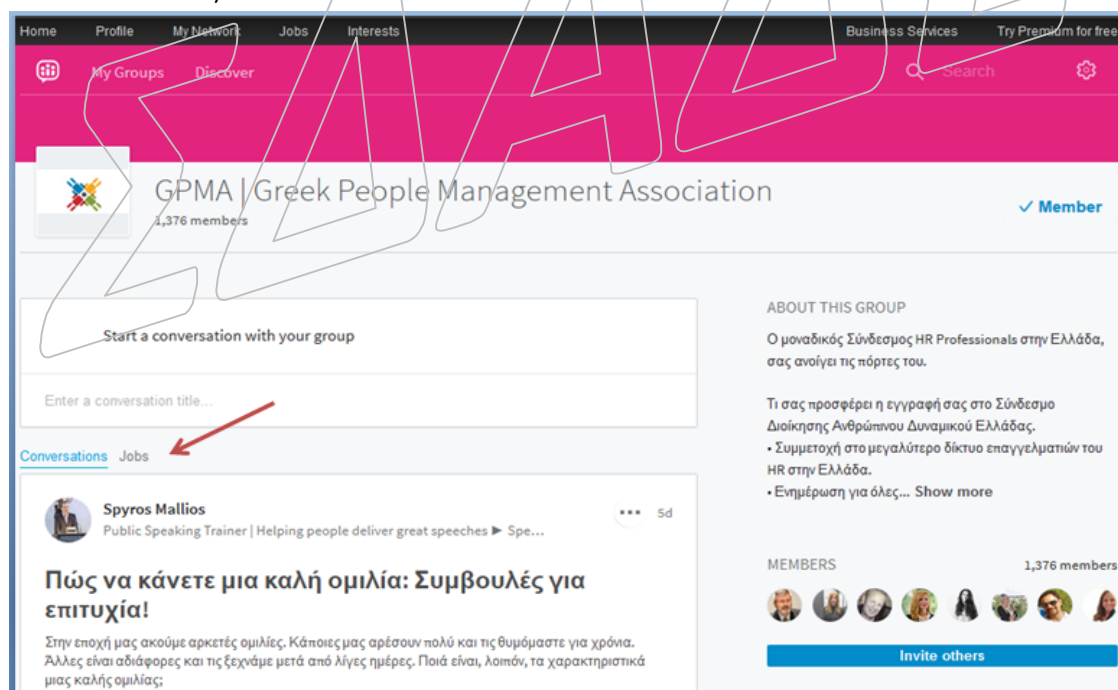 Home Profile My Network Jobs Interests Business Services Try Premium for free
My Groups Discover Search
GPMA | Greek People Management Association
1,376 members
✓ Member
Start a conversation with your group
Enter a conversation title...
Conversations Jobs
Spyros Mallios
Public Speaking Trainer | Helping people deliver great speeches ► Spe...
••• 5d
Πώς να κάνετε μια καλή ομιλία: Συμβουλές για
επιτυχία!
Στην εποχή μας ακούμε αρκετές ομιλίες. Κάποιες μας αρέσουν πολύ και τις θυμόμαστε για χρόνια.
Άλλες είναι αδιάφορες και τις ξεχνάμε μετά από λίγες ημέρες. Ποιά είναι, λοιπόν, τα χαρακτηριστικά
μιας καλής ομιλίας;
ABOUT THIS GROUP
Ο μοναδικός Σύνδεσμος HR Professionals στην Ελλάδα,
σας ανοίγει τις πόρτες του.
Τι σας προσφέρει η εγγραφή σας στο Σύνδεσμο
Διοίκησης Ανθρώπινου Δυναμικού Ελλάδας.
• Συμμετοχή στο μεγαλύτερο δίκτυο επαγγελματιών του
HR στην Ελλάδα.
• Ενημέρωση για όλες... Show more
MEMBERS 1,376 members
Invite others